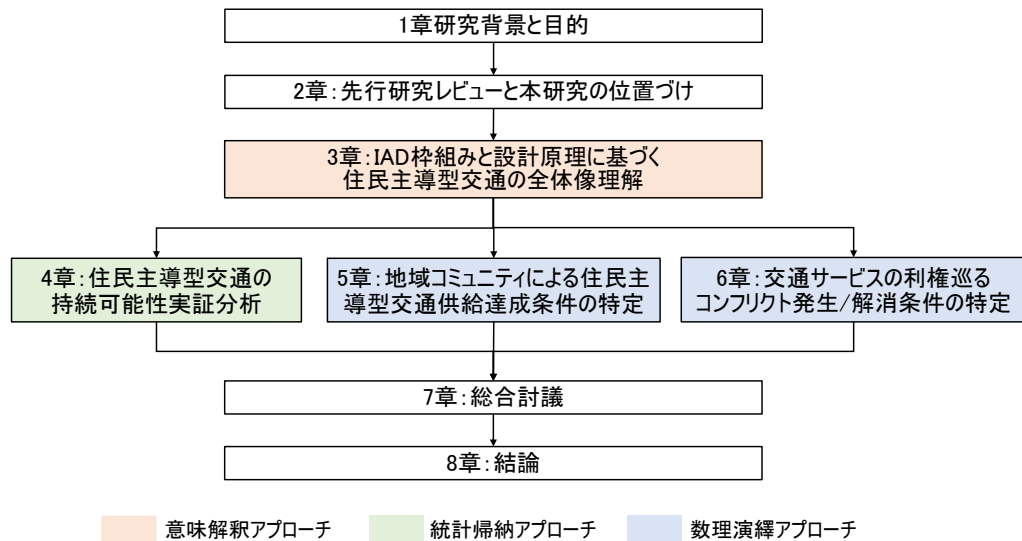 1章研究背景と目的
2章：先行研究レビューと本研究の位置づけ
3章：IAD枠組みと設計原理に基づく
住民主導型交通の全体像理解
4章：住民主導型交通の
持続可能性実証分析
5章：地域コミュニティによる住民主
導型交通供給達成条件の特定
6章：交通サービスの利権巡る
コンフリクト発生/解消条件の特定
7章：総合討議
8章：結論
意味解釈アプローチ
統計帰納アプローチ
数理演繹アプローチ